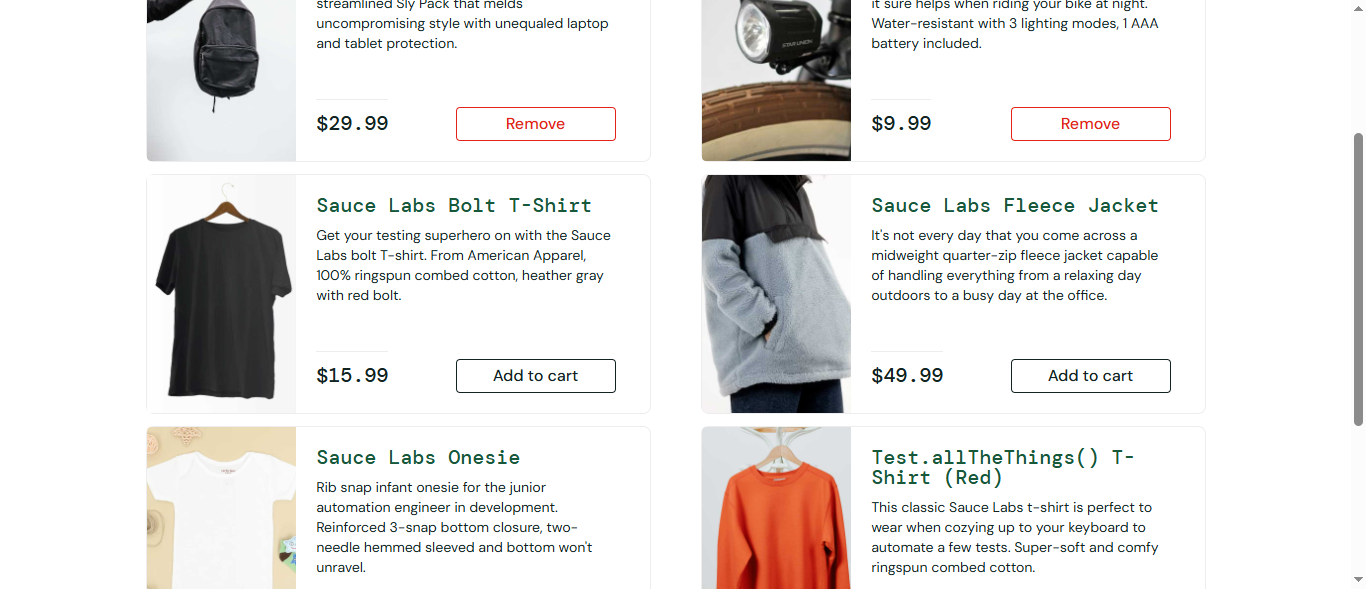 streamlined Sly Pack that melds
uncompromising style with unequaled laptop
and tablet protection.
$29.99
Remove
it sure helps when riding your bike at night.
Water-resistant with 3 lighting modes, 1 AAA
battery included.
STAR UNION
$9.99
Remove
Sauce Labs Bolt T-Shirt
Get your testing superhero on with the Sauce
Labs bolt T-shirt. From American Apparel,
100% ringspun combed cotton, heather gray
with red bolt.
$15.99
Add to cart
Sauce Labs Fleece Jacket
It's not every day that you come across a
midweight quarter-zip fleece jacket capable
of handling everything from a relaxing day
outdoors to a busy day at the office.
$49.99
Add to cart
Sauce Labs Onesie
Rib snap infant onesie for the junior
automation engineer in development.
Reinforced 3-snap bottom closure, two-
needle hemmed sleeved and bottom won't
unravel.
Test.allTheThings() T-
Shirt (Red)
This classic Sauce Labs t-shirt is perfect to
wear when cozying up to your keyboard to
automate a few tests. Super-soft and comfy
ringspun combed cotton.